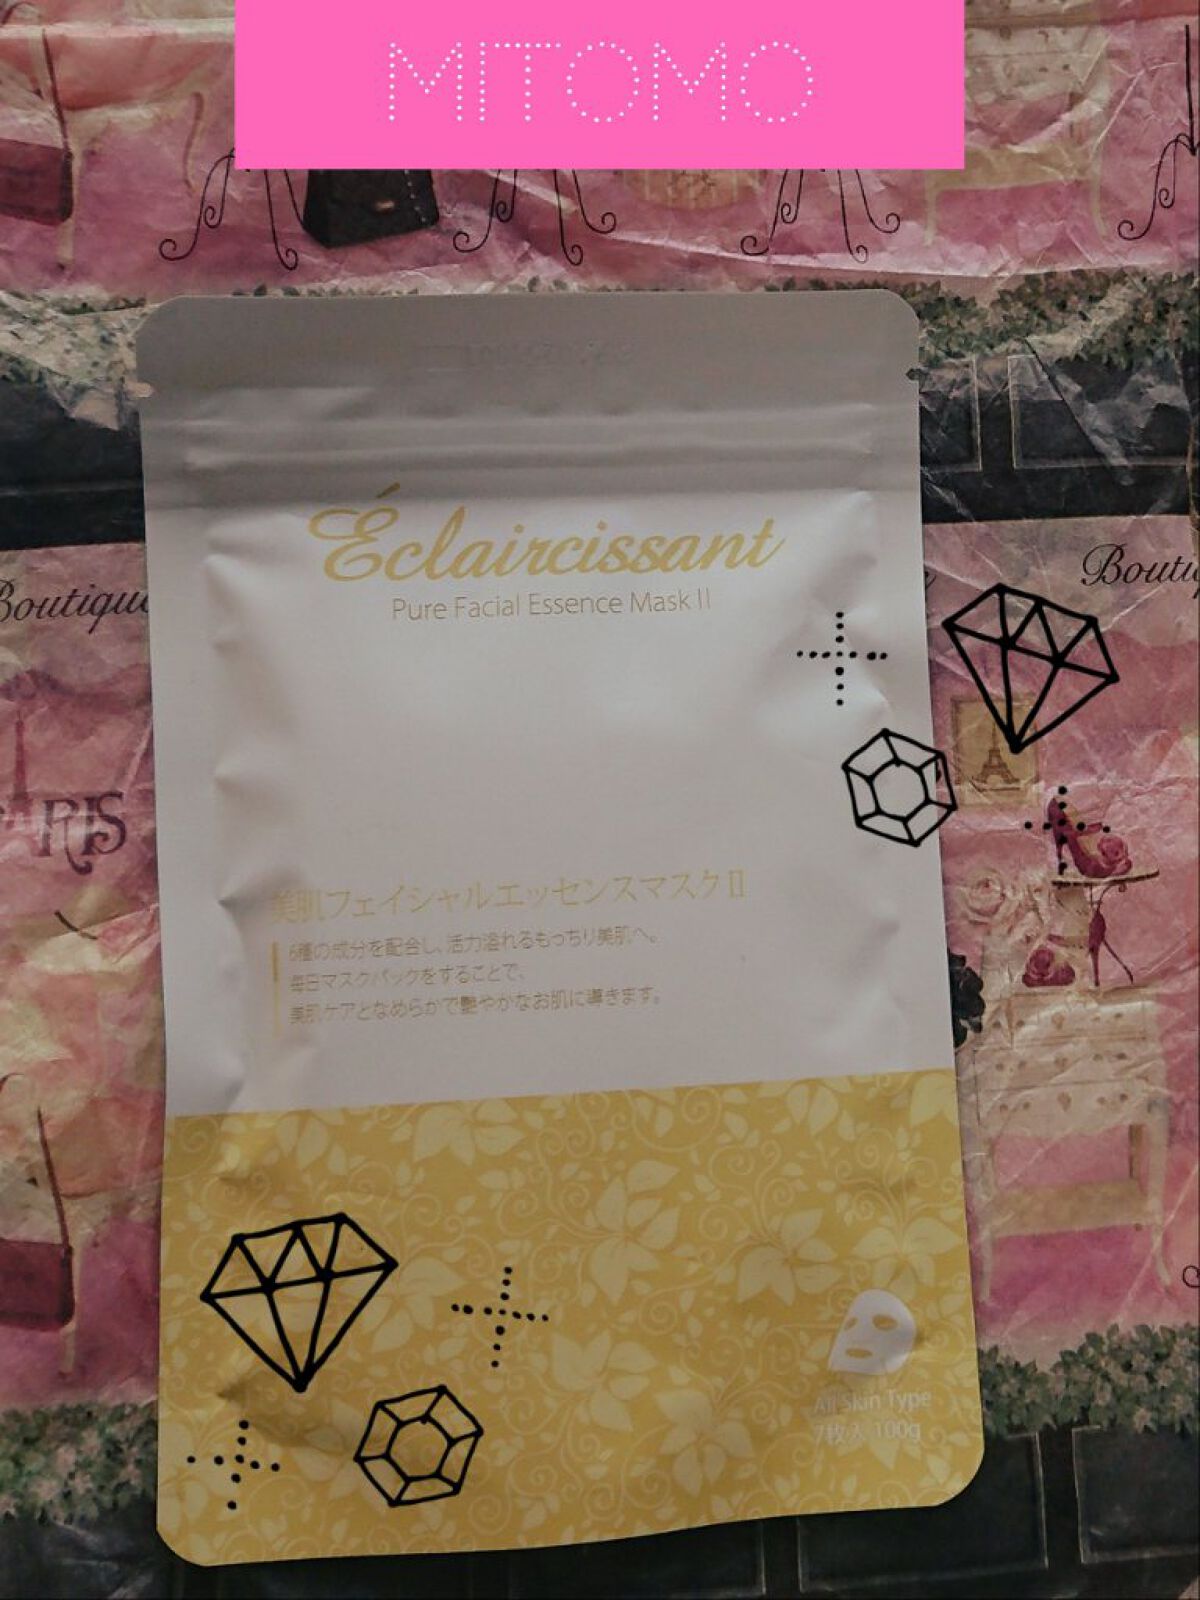 MITOMO
Éclaircissant
Pure Facial Essence Mask II
Boutique
Boutiq
RIS
美肌フェイシャルエッセンスマスクⅡ
6種の成分を配合し、活力溢れるもっちり美肌へ。
毎日マスクパックをすることで、
美肌ケアとなめらかで艶やかなお肌に導きます。
All Skin Type
7枚入 100g